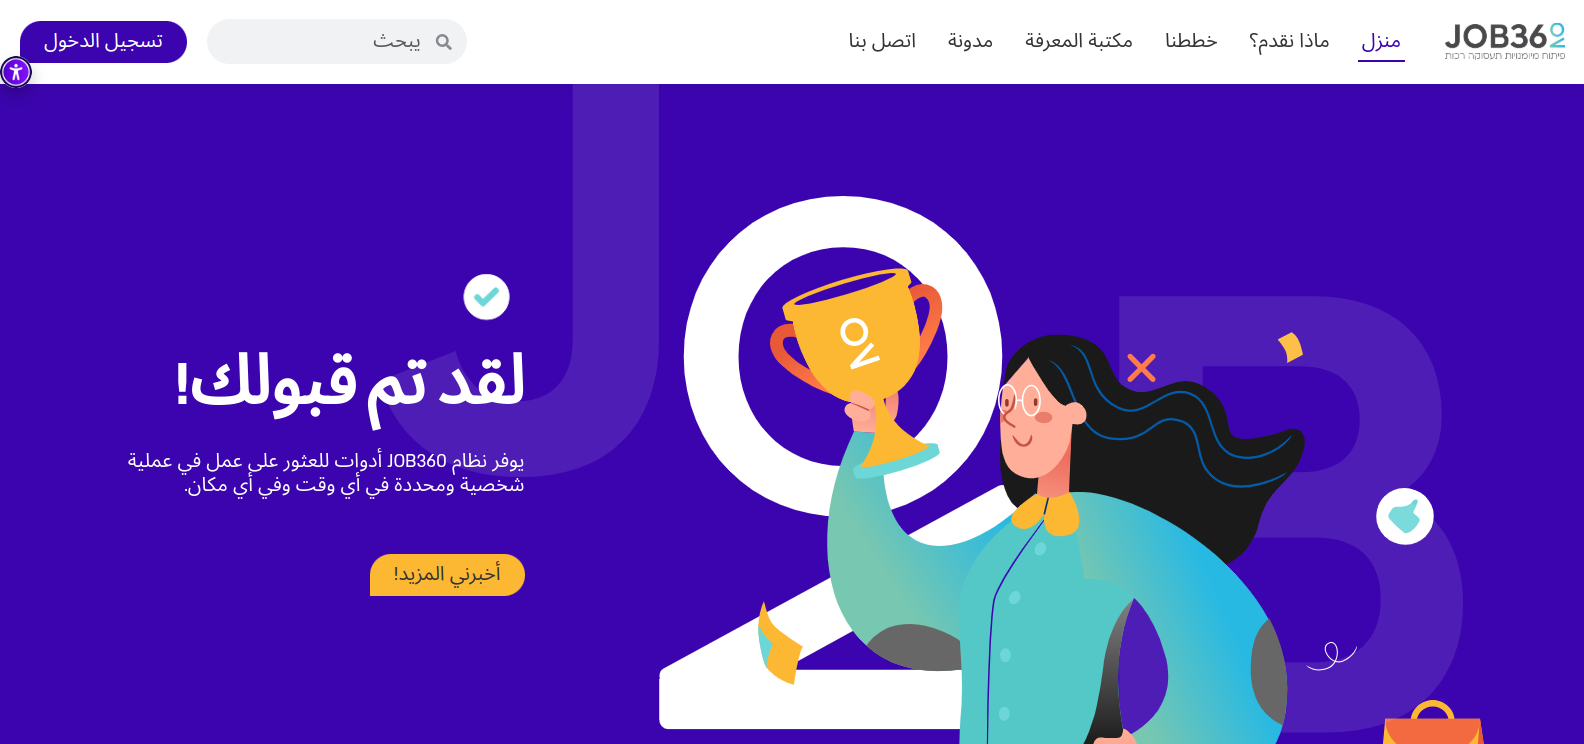 JOB360
פיתוח מיומנויות תעסוקה רכות
منزل
ماذا نقدم؟
خططنا
مكتبة المعرفة
مدونة
اتصل بنا
يبحث
تسجيل الدخول
لقد تم قبولك!
يوفر نظام JOB360 أدوات للعثور على عمل في عملية
شخصية ومحددة في أي وقت وفي أي مكان.
أخبرني المزيد!